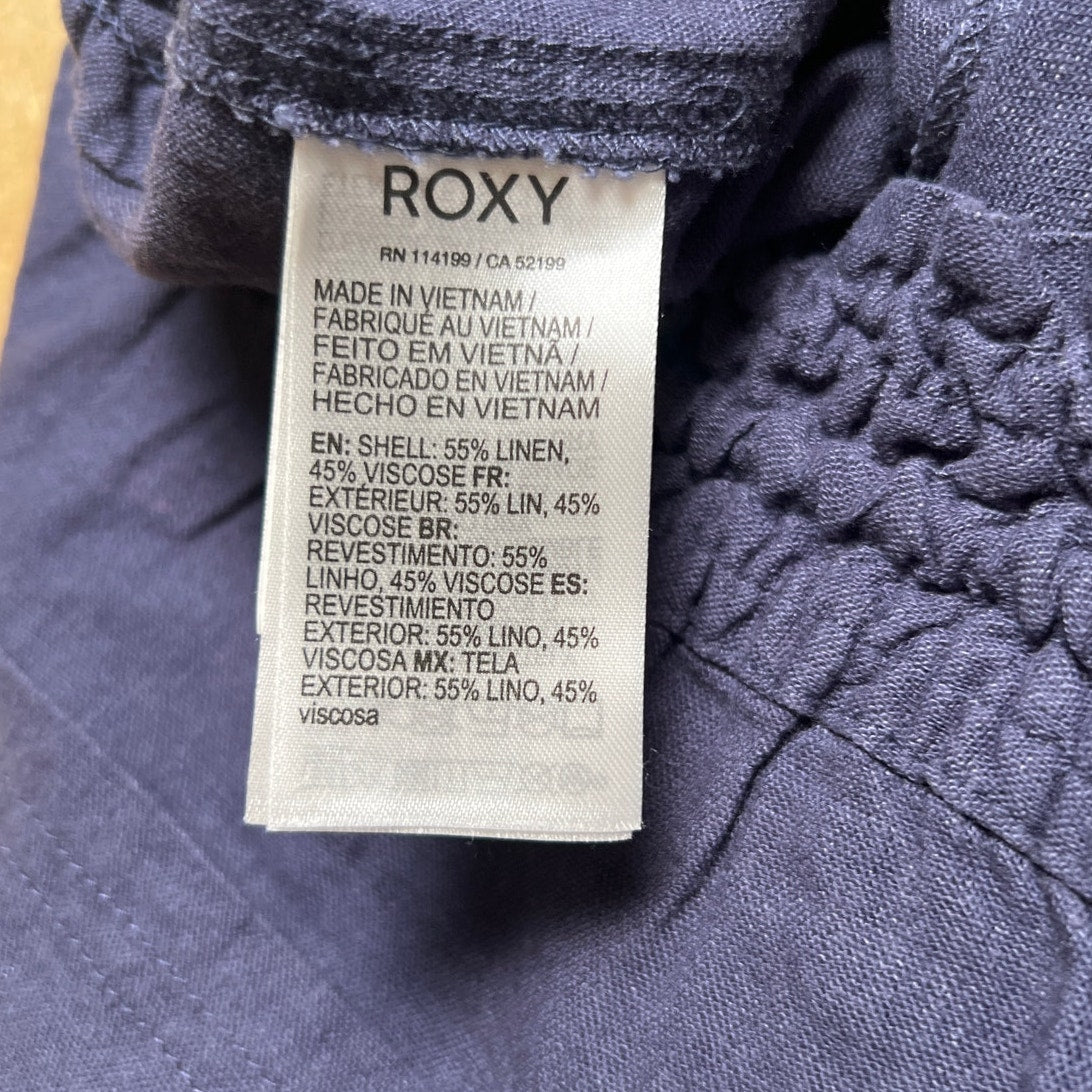 ROXY
RN 114199 / CA 52199
MADE IN VIETNAM /
FABRIQUÉ AU VIETNAM /
FEITO EM VIETNÃ /
FABRICADO EN VIETNAM /
HECHO EN VIETNAM
EN: SHELL: 55% LINEN,
45% VISCOSE FR:
EXTÉRIEUR: 55% LIN, 45%
VISCOSE BR:
REVESTIMENTO: 55%
LINHO, 45% VISCOSE ES:
REVESTIMIENTO
EXTERIOR: 55% LINO, 45%
VISCOSA MX: TELA
EXTERIOR: 55% LINO, 45%
viscosa